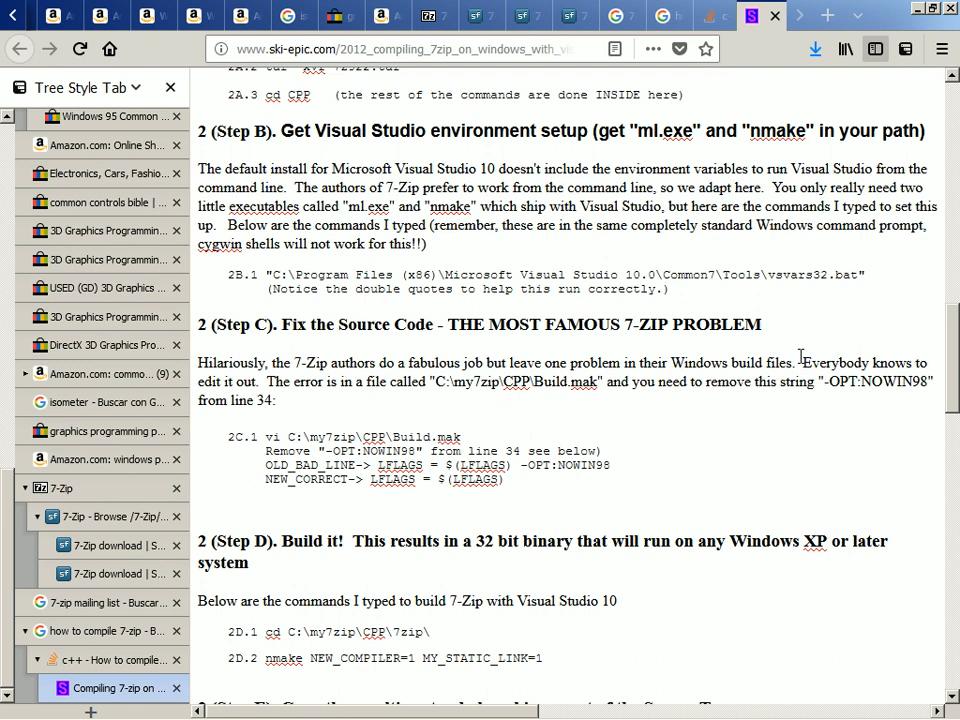 www.ski-epic.com/2012_compiling_7zip_on_windows_with_vis
Tree Style Tab
Windows 95 Common ...
Amazon.com: Online Sh...
Electronics, Cars, Fashio...
common controls bible | ...
3D Graphics Programmin...
3D Graphics Programmin...
USED (GD) 3D Graphics ...
3D Graphics Programmin...
DirectX 3D Graphics Pro...
Amazon.com: commo... (9)
isometer - Buscar con G...
graphics programming p...
Amazon.com: windows p...
7-Zip
7-Zip - Browse /7-Zip/...
7-Zip download | S...
7-Zip download | S...
7-zip mailing list - Buscar...
how to compile 7-zip - B...
c++ - How to compile...
Compiling 7-zip on ...
2A.3 cd CPP (the rest of the commands are done INSIDE here)
2 (Step B). Get Visual Studio environment setup (get "ml.exe" and "nmake" in your path)
The default install for Microsoft Visual Studio 10 doesn't include the environment variables to run Visual Studio from the
command line. The authors of 7-Zip prefer to work from the command line, so we adapt here. You only really need two
little executables called "ml.exe" and "nmake" which ship with Visual Studio, but here are the commands I typed to set this
up. Below are the commands I typed (remember, these are in the same completely standard Windows command prompt,
cygwin shells will not work for this!!)
2B.1 "C:\Program Files (x86)\Microsoft Visual Studio 10.0\Common7\Tools\vsvars32.bat"
(Notice the double quotes to help this run correctly.)
2 (Step C). Fix the Source Code - THE MOST FAMOUS 7-ZIP PROBLEM
Hilariously, the 7-Zip authors do a fabulous job but leave one problem in their Windows build files. Everybody knows to
edit it out. The error is in a file called "C:\my7zip\CPP\Build.mak" and you need to remove this string "-OPT:NOWIN98"
from line 34:
2C.1 vi C:\my7zip\CPP\Build.mak
Remove "-OPT:NOWIN98" from line 34 see below)
OLD_BAD_LINE-> LFLAGS = $(LFLAGS) -OPT:NOWIN98
NEW_CORRECT-> LFLAGS = $(LFLAGS)
2 (Step D). Build it! This results in a 32 bit binary that will run on any Windows XP or later
system
Below are the commands I typed to build 7-Zip with Visual Studio 10
2D.1 cd C:\my7zip\CPP\7zip\
2D.2 nmake NEW_COMPILER=1 MY_STATIC_LINK=1